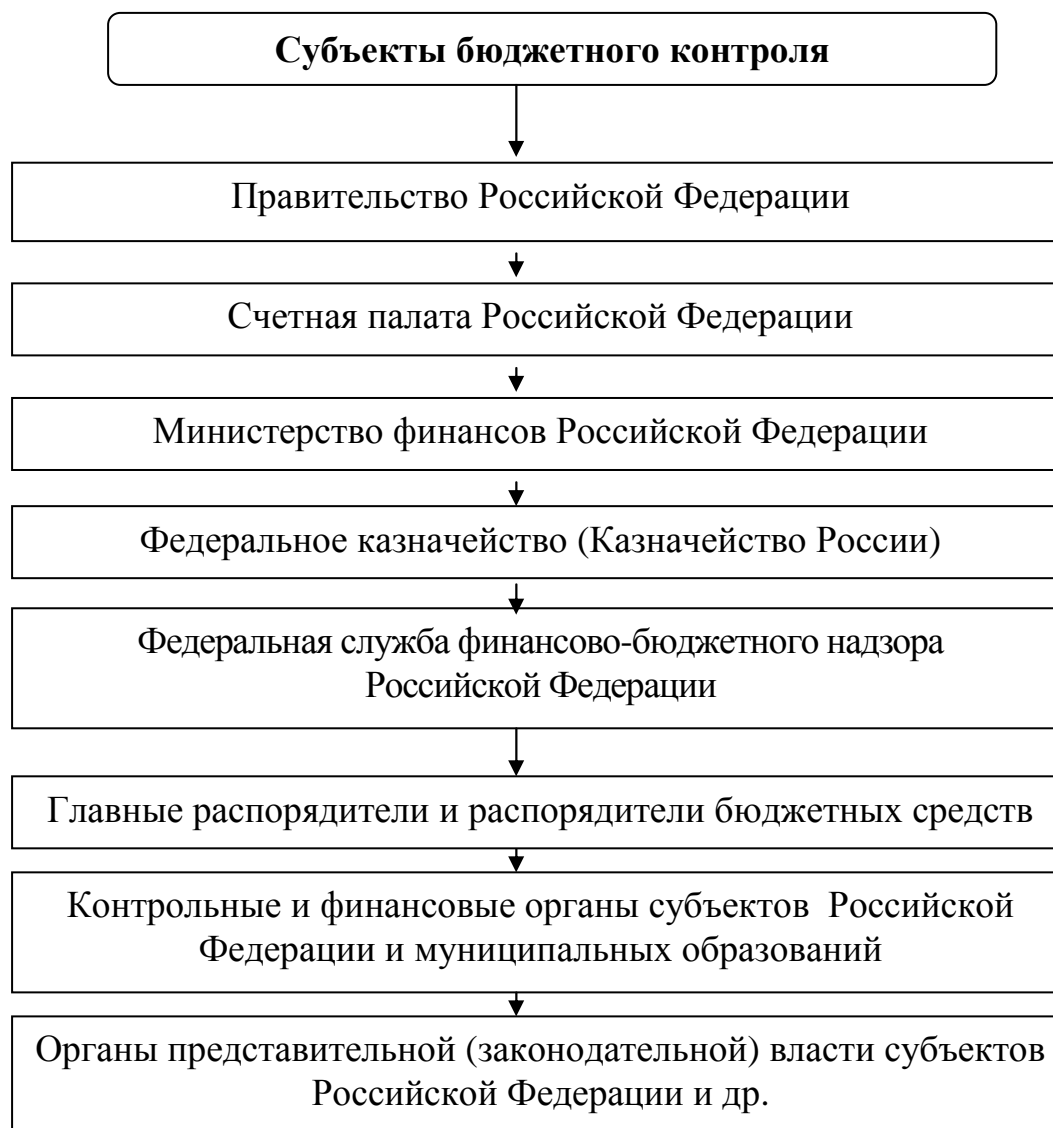 Субъекты бюджетного контроля
Правительство Российской Федерации
Счетная палата Российской Федерации
Министерство финансов Российской Федерации
Федеральное казначейство (Казначейство России)
Федеральная служба финансово-бюджетного надзора
Российской Федерации
Главные распорядители и распорядители бюджетных средств
Контрольные и финансовые органы субъектов Российской
Федерации и муниципальных образований
Органы представительной (законодательной) власти субъектов
Российской Федерации и др.